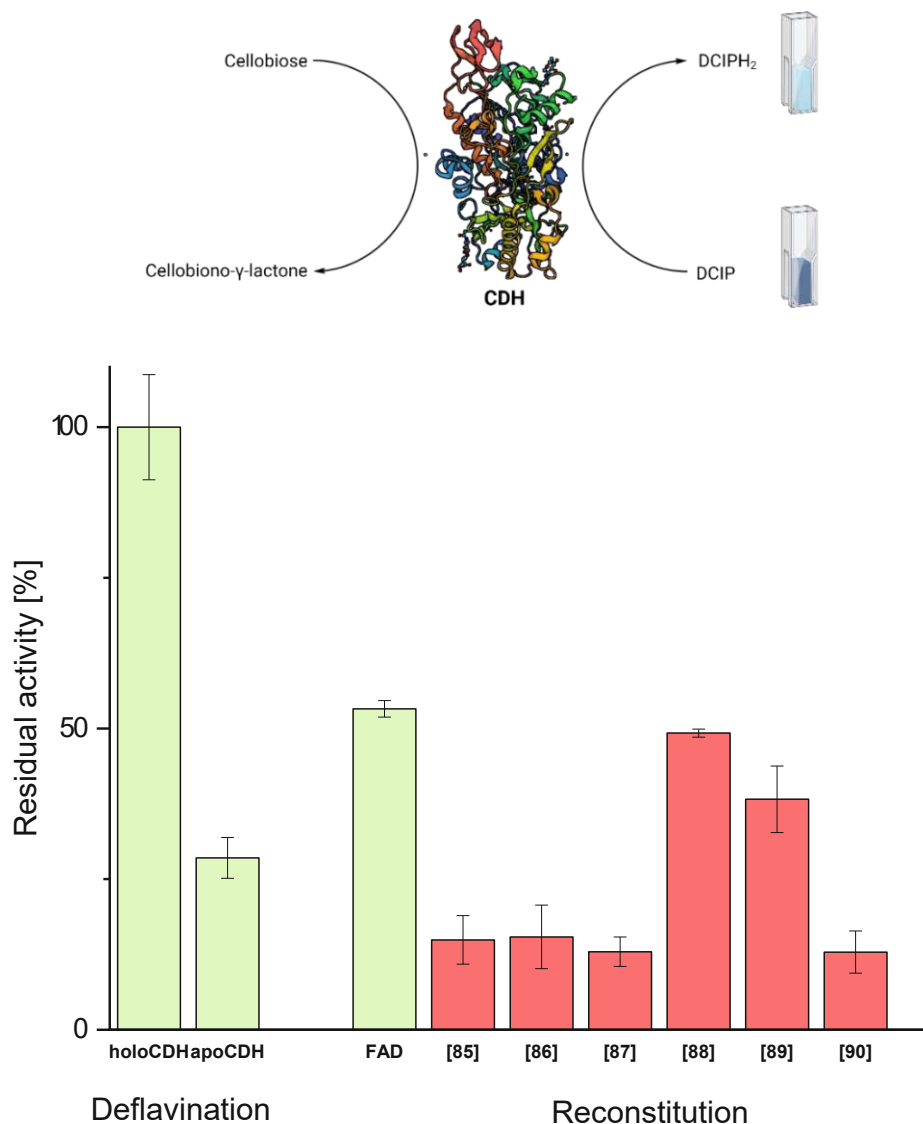 Cellobiose
DCIPH₂
Cellobiono-γ-lactone
DCIP
CDH
Residual activity [%]
100
50
0
holoCDH apoCDH FAD [85] [86] [87] [88] [89] [90]
Deflavination Reconstitution